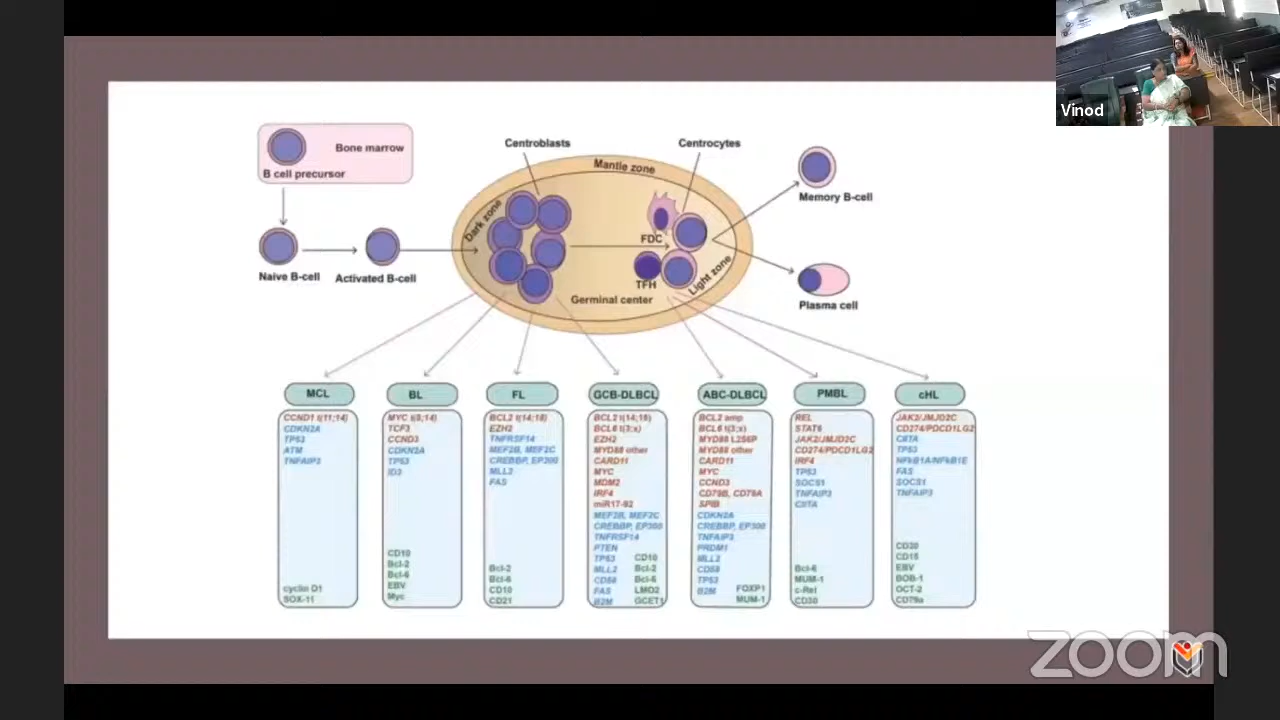 Vinod
Bone marrow
B cell precursor
Naive B-cell
Activated B-cell
Centroblasts
Centrocytes
Mantle zone
Dark zone
FDC
TFH
Light zone
Germinal center
Memory B-cell
Plasma cell
MCL
CCND1 t(11;14)
CDKN2A
TP53
ATM
TNFAIP3
cyclin D1
SOX-11
BL
MYC t(8;14)
TCF3
CCND3
CDKN2A
TP53
ID3
CD10
Bcl-2
Bcl-6
EBV
Myc
FL
BCL2 t(14;18)
EZH2
TNFRSF14
MEF2B, MEF2C
CREBBP, EP300
MLL2
FAS
Bcl-2
Bcl-6
CD10
CD21
GCB-DLBCL
BCL2 t(14;18)
BCL6 t(3;x)
EZH2
MYD88 other
CARD11
MYC
MDM2
IRF4
miR17-92
MEF2B, MEF2C
CREBBP, EP300
TNFRSF14
PTEN
TP53 CD10
MLL2 Bcl-2
CD58 Bcl-6
FAS LMO2
B2M GCET1
ABC-DLBCL
BCL2 amp
BCL6 t(3;x)
MYD88 L265P
MYD88 other
CARD11
MYC
CCND3
CD79B, CD79A
SPIB
CDKN2A
CREBBP, EP300
TNFAIP3
PRDM1
MLL2
CD58
TP53 FOXP1
B2M MUM-1
PMBL
REL
STAT6
JAK2/JMJD2C
CD274/PDCD1LG2
IRF4
TP53
SOCS1
TNFAIP3
CIITA
Bcl-6
MUM-1
c-Rel
CD30
cHL
JAK2/JMJD2C
CD274/PDCD1LG2
CIITA
TP53
NFkB1A/NFkB1E
FAS
SOCS1
TNFAIP3
CD30
CD15
EBV
BOB-1
OCT-2
CD79a
zoom